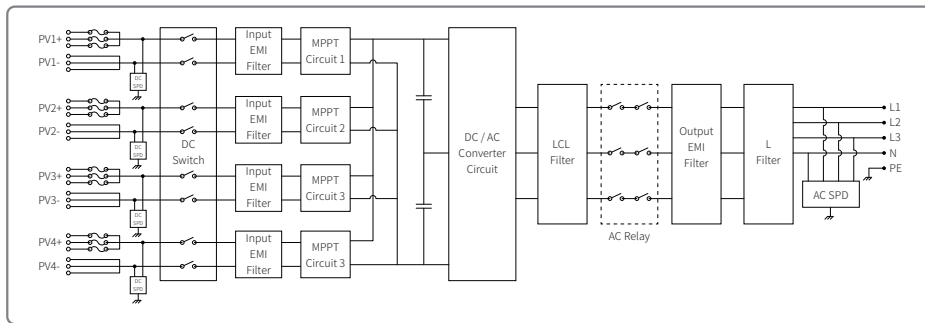 PV1+
PV1-
PV2+
PV2-
PV3+
PV3-
PV4+
PV4-
DC
SPD
DC
SPD
DC
SPD
DC
SPD
DC
Switch
Input
EMI
Filter
Input
EMI
Filter
Input
EMI
Filter
Input
EMI
Filter
MPPT
Circuit 1
MPPT
Circuit 2
MPPT
Circuit 3
MPPT
Circuit 3
DC / AC
Converter
Circuit
LCL
Filter
AC Relay
Output
EMI
Filter
L
Filter
AC SPD
L1
L2
L3
N
PE